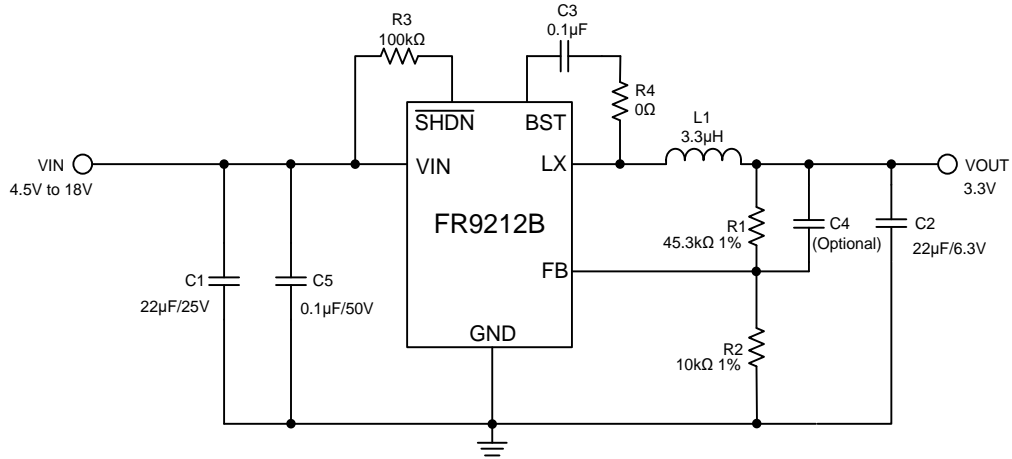 C3
0.1µF
R3
100kΩ
R4
0Ω
SHDN
BST
L1
3.3µH
VIN
4.5V to 18V
VIN
LX
VOUT
3.3V
FR9212B
R1
45.3kΩ 1%
C4
(Optional)
C2
22µF/6.3V
FB
C1
22µF/25V
C5
0.1µF/50V
GND
R2
10kΩ 1%